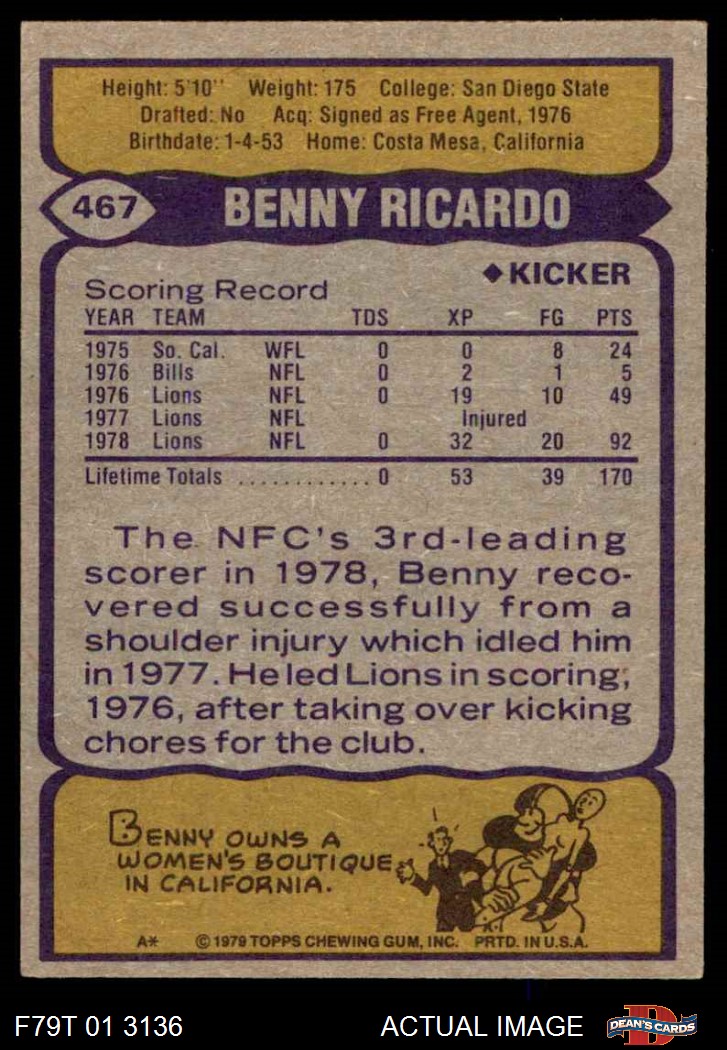 Height: 5'10" Weight: 175 College: San Diego State
Drafted: No Acq: Signed as Free Agent, 1976
Birthdate: 1-4-53 Home: Costa Mesa, California
467 BENNY RICARDO
◆KICKER
Scoring Record
YEAR TEAM TDS XP FG PTS
1975 So. Cal. WFL 0 0 8 24
1976 Bills NFL 0 2 1 5
1976 Lions NFL 0 19 10 49
1977 Lions NFL Injured
1978 Lions NFL 0 32 20 92
Lifetime Totals ............ 0 53 39 170
The NFC's 3rd-leading
scorer in 1978, Benny reco-
vered successfully from a
shoulder injury which idled him
in 1977. He led Lions in scoring,
1976, after taking over kicking
chores for the club.
BENNY OWNS A
WOMEN'S BOUTIQUE
IN CALIFORNIA.
A* © 1979 TOPPS CHEWING GUM, INC. PRTD. IN U.S.A.
F79T 01 3136 ACTUAL IMAGE DEAN'S CARDS